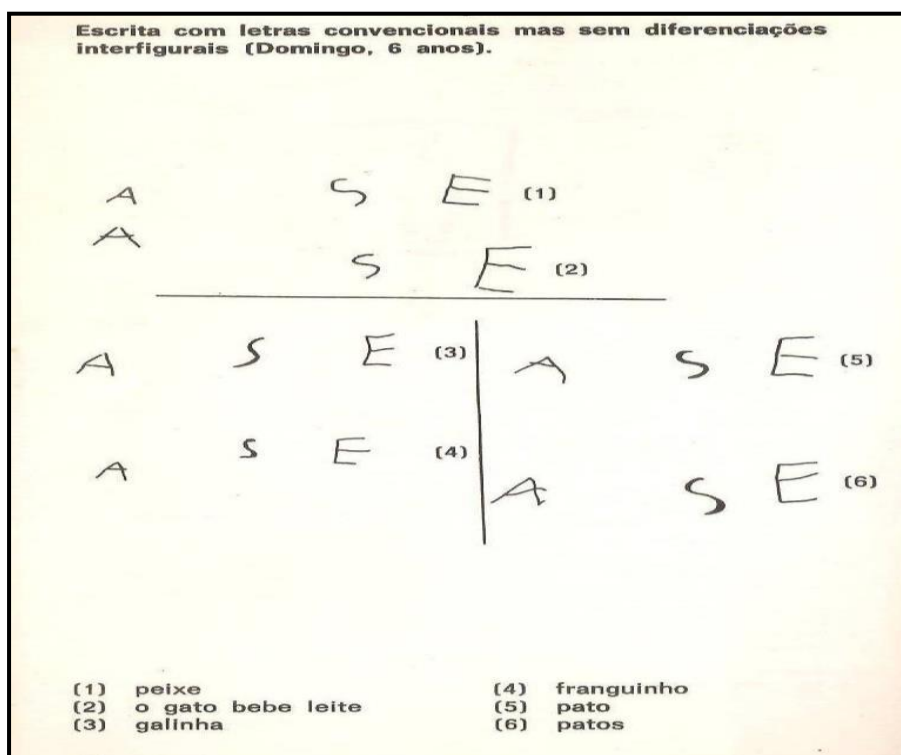 Escrita com letras convencionais mas sem diferenciações
interfigurais (Domingo, 6 anos).
A S E (1)
A S E (2)
A S E (3)
A S E (4)
A S E (5)
A S E (6)
(1) peixe
(2) o gato bebe leite
(3) galinha
(4) franguinho
(5) pato
(6) patos